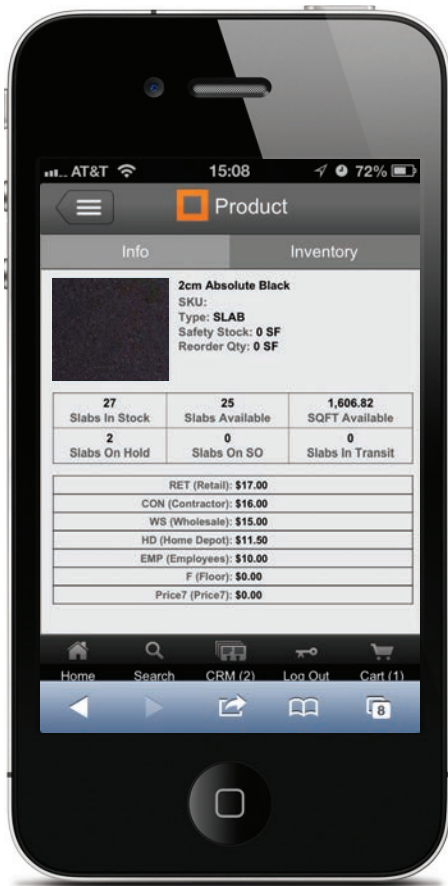 AT&T 15:08 72%
Product
Info Inventory
2cm Absolute Black
SKU:
Type: SLAB
Safety Stock: 0 SF
Reorder Qty: 0 SF
27 25 1,606.82
Slabs In Stock Slabs Available SQFT Available
2 0 0
Slabs On Hold Slabs On SO Slabs In Transit
RET (Retail): $17.00
CON (Contractor): $16.00
WS (Wholesale): $15.00
HD (Home Depot): $11.50
EMP (Employees): $10.00
F (Floor): $0.00
Price7 (Price7): $0.00
Home Search CRM (2) Log Out Cart (1)
8